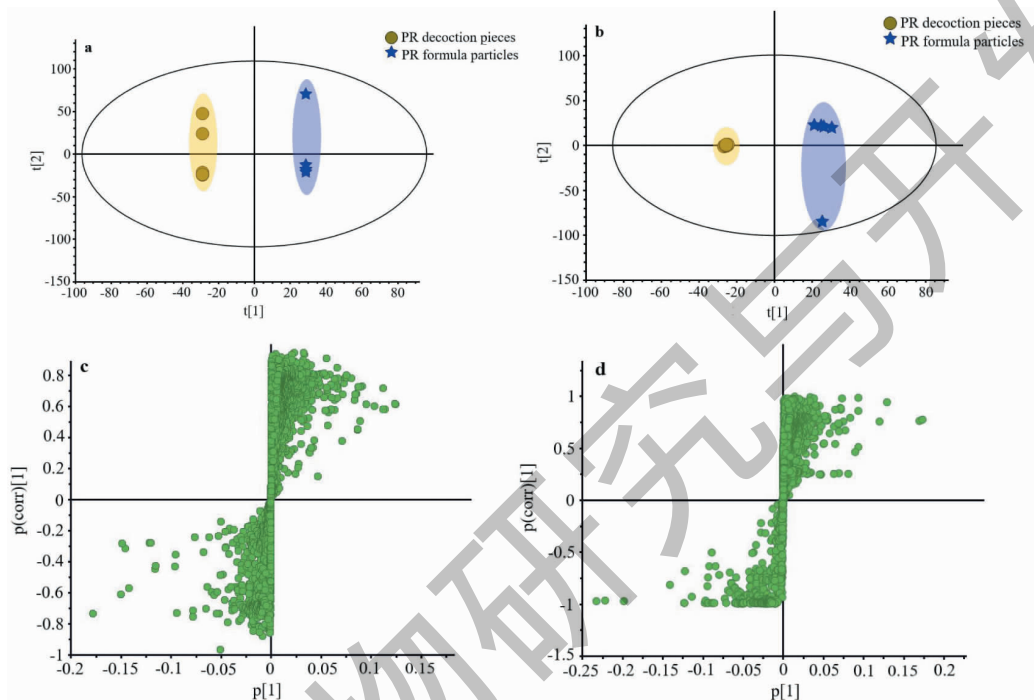 a
PR decoction pieces
PR formula particles
t[2]
100
50
0
-50
-100
-150
-100 -80 -60 -40 -20 0 20 40 60 80
t[1]
b
PR decoction pieces
PR formula particles
t[2]
100
50
0
-50
-100
-150
-100 -80 -60 -40 -20 0 20 40 60 80
t[1]
c
p(corr)[1]
0.8
0.6
0.4
0.2
0
-0.2
-0.4
-0.6
-0.8
-1
-0.2 -0.15 -0.1 -0.05 0 0.05 0.1 0.15
p[1]
d
p(corr)[1]
1
0.5
0
-0.5
-1
-1.5
-0.25 -0.2 -0.15 -0.1 -0.05 0 0.05 0.1 0.15 0.2
p[1]
物研究与开